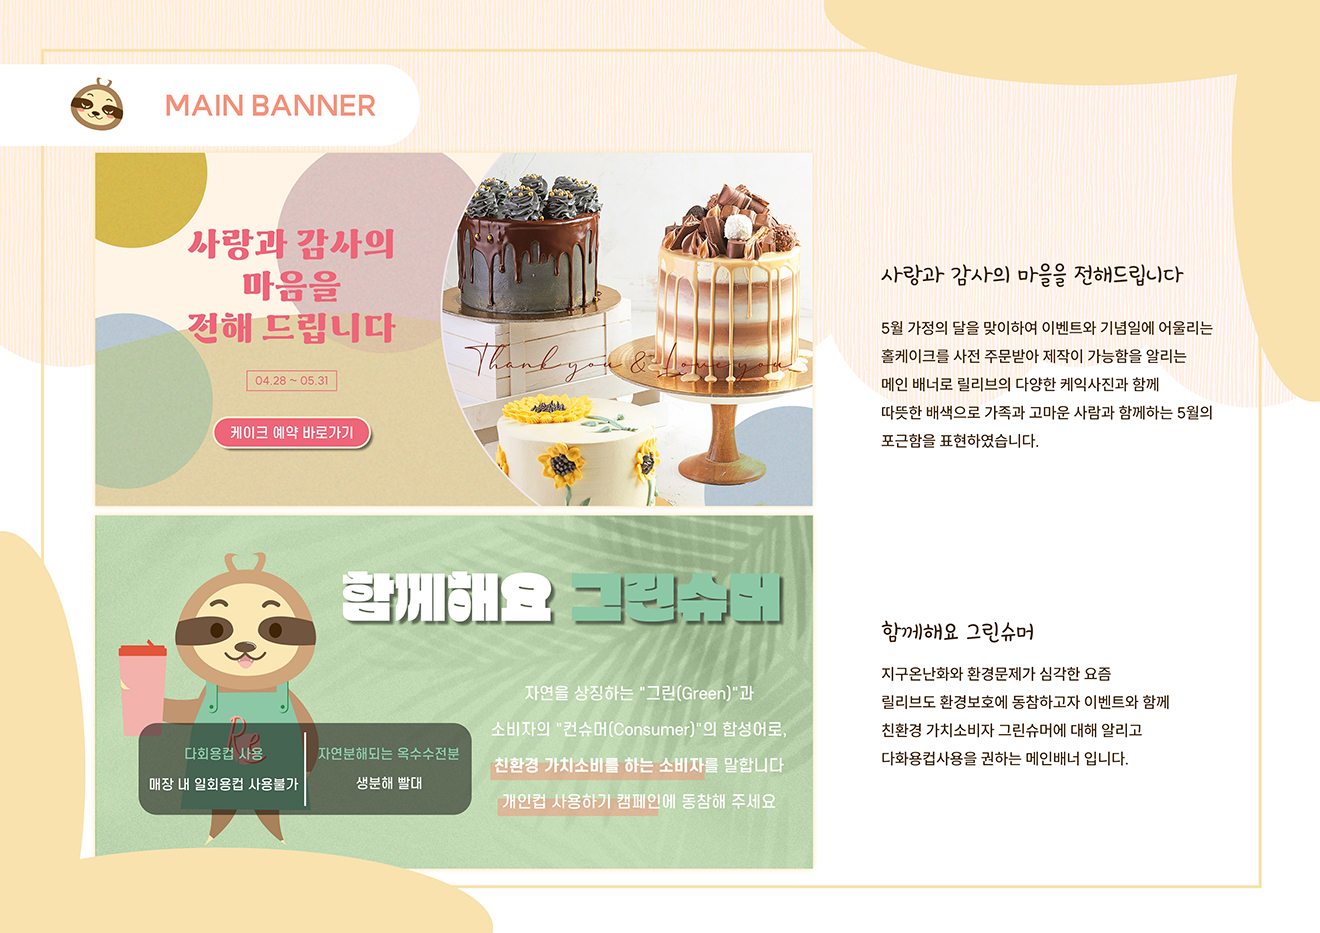 MAIN BANNER
사랑과 감사의
마음을
전해 드립니다
04.28 ~ 05.31
케이크 예약 바로가기
Thank you & Love you
사랑과 감사의 마믈을 전해드립니다
5월 가정의 달을 맞이하여 이벤트와 기념일에 어울리는
홀케이크를 사전 주문받아 제작이 가능함을 알리는
메인 배너로 릴리브의 다양한 케익사진과 함께
따뜻한 배색으로 가족과 고마운 사람과 함께하는 5월의
포근함을 표현하였습니다.
함께해요 그린슈머
자연을 상징하는 "그린(Green)"과
소비자의 "컨슈머(Consumer)"의 합성어로,
친환경 가치소비를 하는 소비자를 말합니다
개인컵 사용하기 캠페인에 동참해 주세요
Re
다회용컵 사용
매장 내 일회용컵 사용불가
자연분해되는 옥수수전분
생분해 빨대
함께해요 그린슈머
지구온난화와 환경문제가 심각한 요즘
릴리브도 환경보호에 동참하고자 이벤트와 함께
친환경 가치소비자 그린슈머에 대해 알리고
다화용컵사용을 권하는 메인배너 입니다.